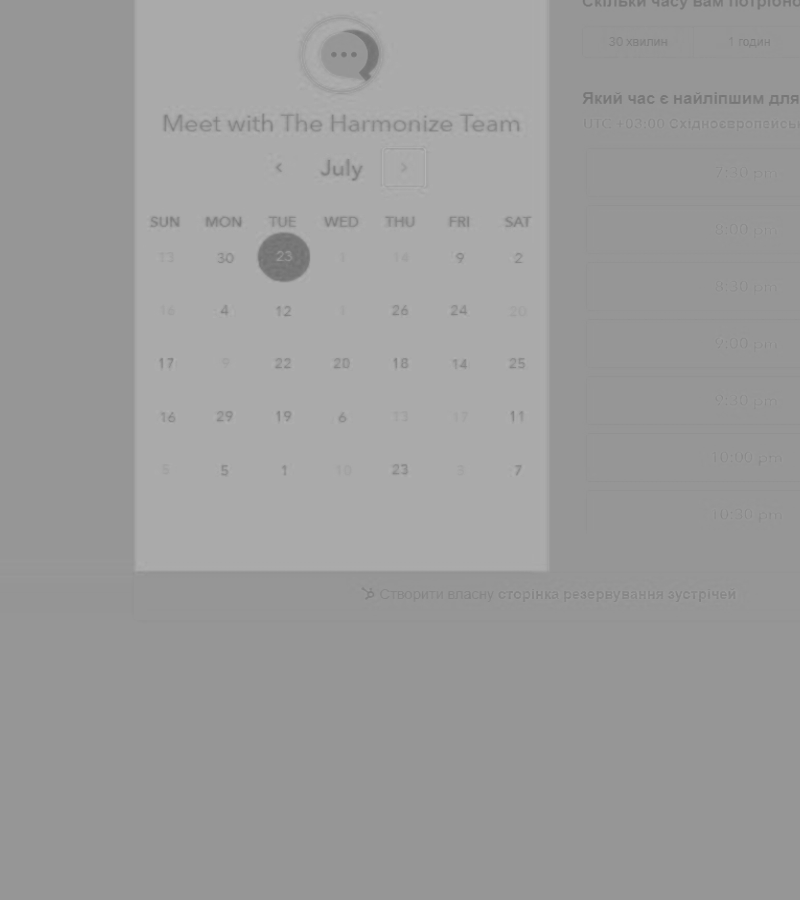 Meet with The Harmonize Team
July
SUN MON TUE WED THU FRI SAT
13 30 23 1 14 9 2
4 12 1 26 24 20
17 9 22 20 18 14 25
16 29 19 6 13 17 11
5 1 10 23 3 7
Скільки часу вам потрібно
30 хвилин 1 годин
Який час є найліпшим для
UTC +03:00 Східноєвропейськ
7:30 pm
8:00 pm
8:30 pm
9:00 pm
9:30 pm
10:00 pm
10:30 pm
Створити власну сторінка резервування зустрічей